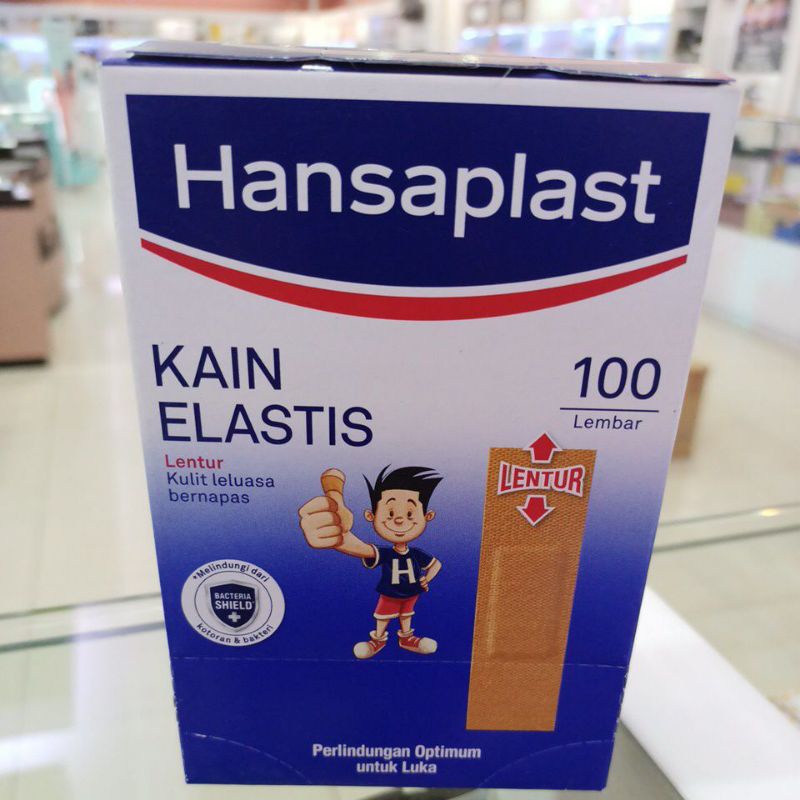 Hansaplast
KAIN
ELASTIS
100
Lembar
Lentur
Kulit leluasa
bernapas
LENTUR
H
*Melindungi dari
BACTERIA
SHIELD
kotoran & bakteri
Perlindungan Optimum
untuk Luka